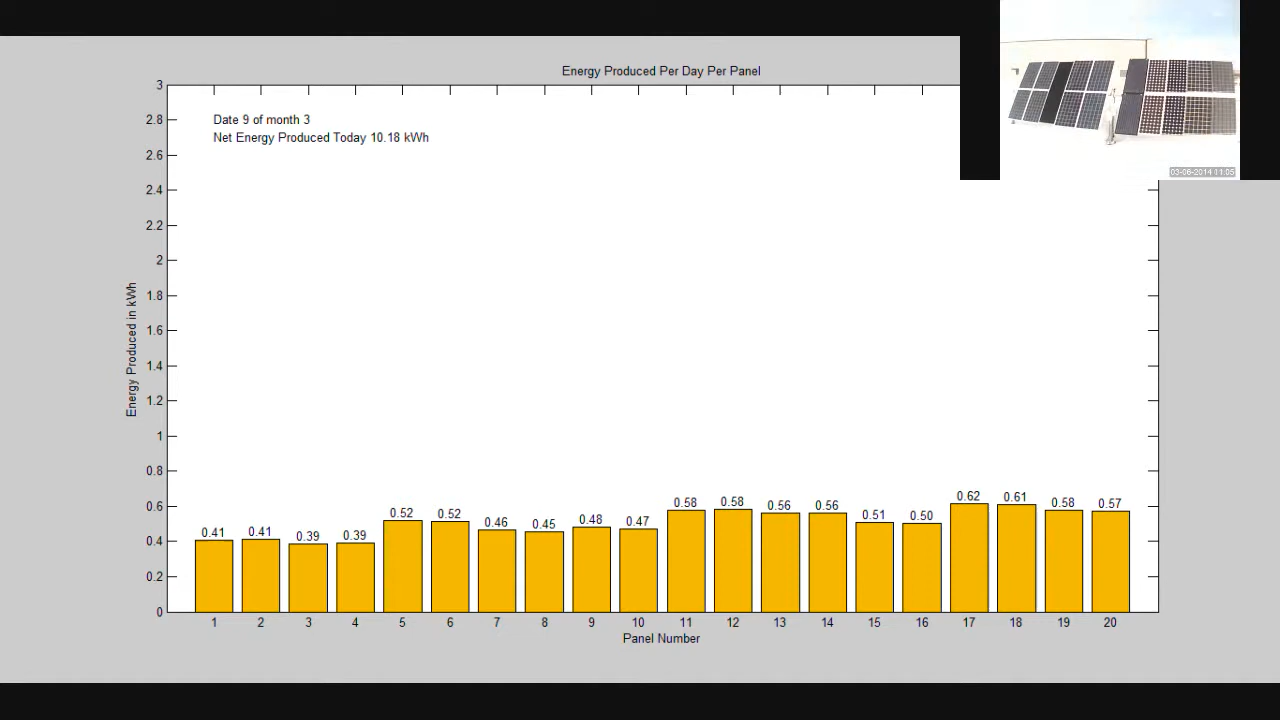 Energy Produced Per Day Per Panel
Date 9 of month 3
Net Energy Produced Today 10.18 kWh
03-06-2014 11:05
Energy Produced in kWh
3
2.8
2.6
2.4
2.2
2
1.8
1.6
1.4
1.2
1
0.8
0.6
0.4
0.2
0
0.41 0.41 0.39 0.39 0.52 0.52 0.46 0.45 0.48 0.47 0.58 0.58 0.56 0.56 0.51 0.50 0.62 0.61 0.58 0.57
1 2 3 4 5 6 7 8 9 10 11 12 13 14 15 16 17 18 19 20
Panel Number